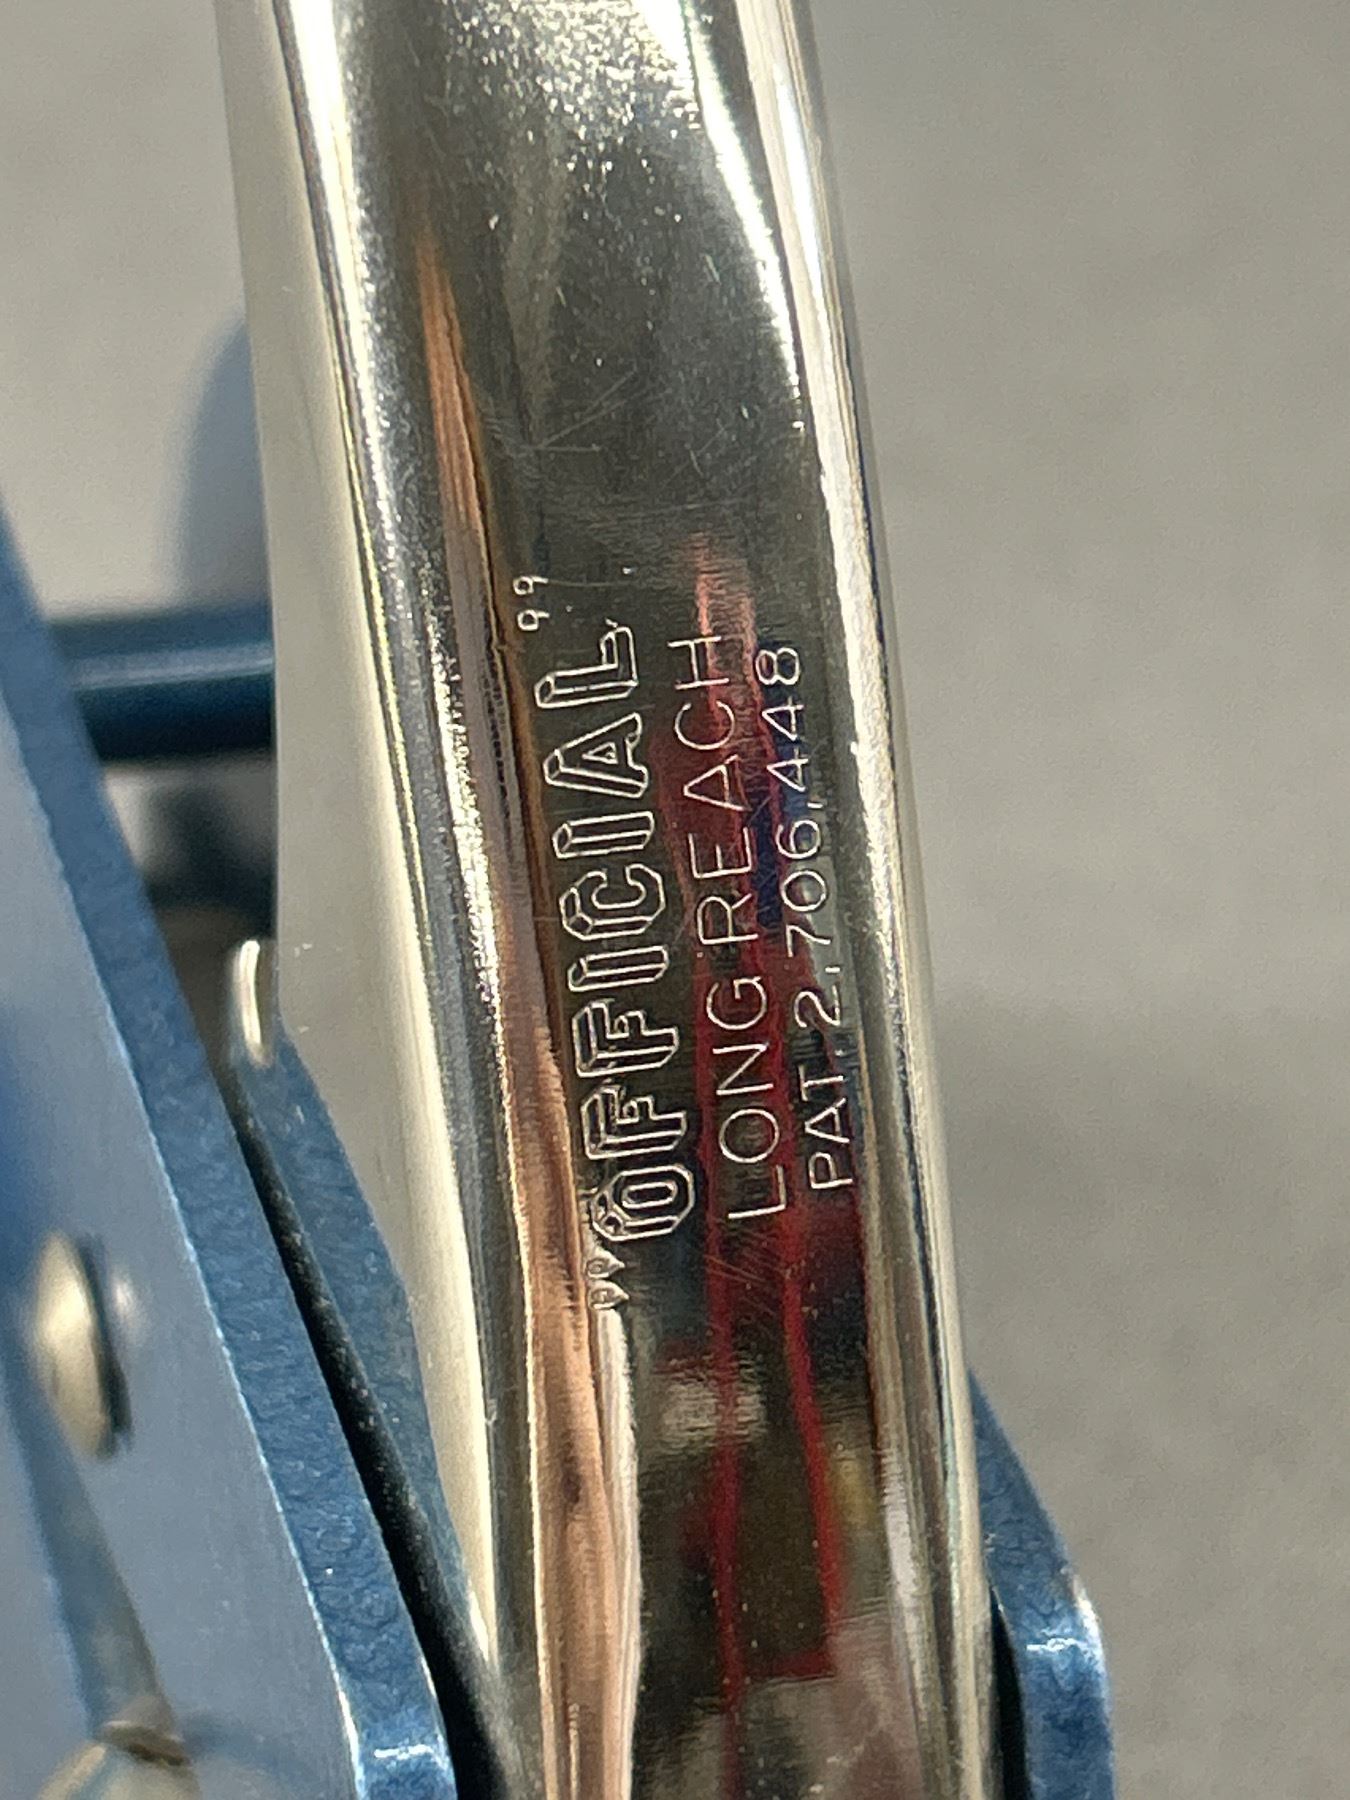 "OFFICIAL"
LONG REACH
PAT. 2,706,448